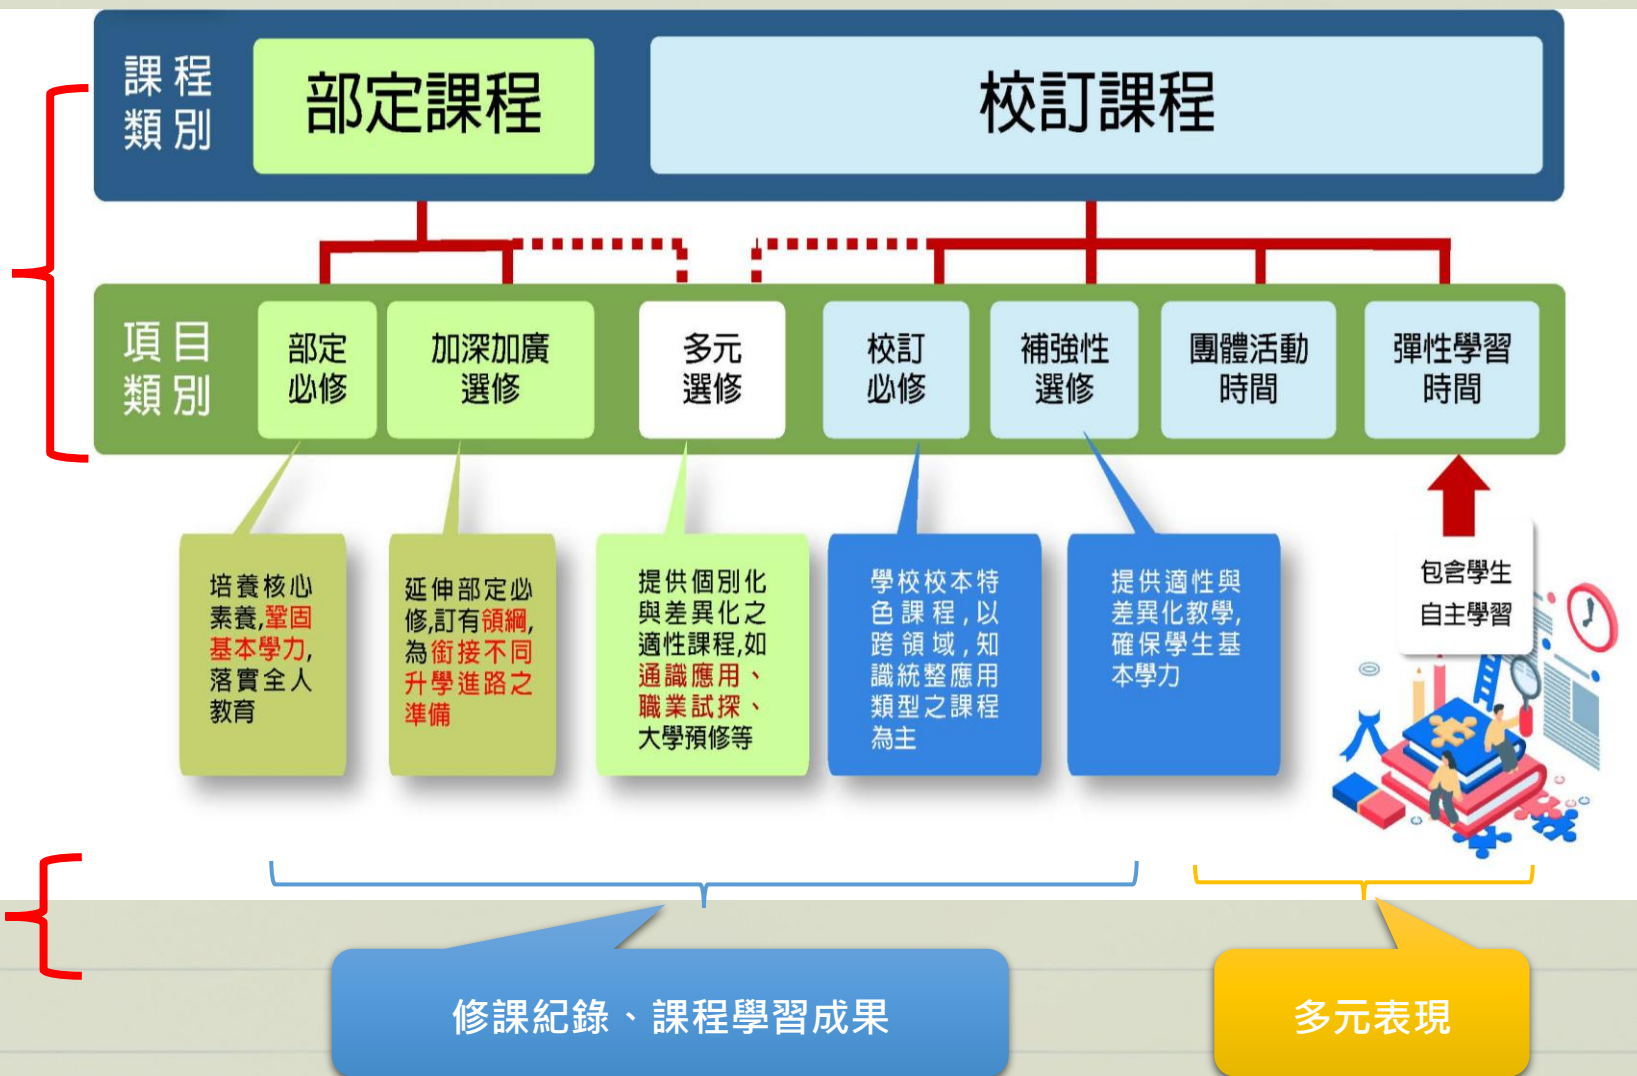 課程
類別
部定課程
校訂課程
項目
類別
部定
必修
加深加廣
選修
多元
選修
校訂
必修
補強性
選修
團體活動
時間
彈性學習
時間
培養核心
素養,鞏固
基本學力,
落實全人
教育
延伸部定必
修,訂有領綱,
為銜接不同
升學進路之
準備
提供個別化
與差異化之
適性課程,如
通識應用、
職業試探、
大學預修等
學校校本特
色課程,以
跨領域,知
識統整應用
類型之課程
為主
提供適性與
差異化教學,
確保學生基
本學力
包含學生
自主學習
修課紀錄、課程學習成果
多元表現